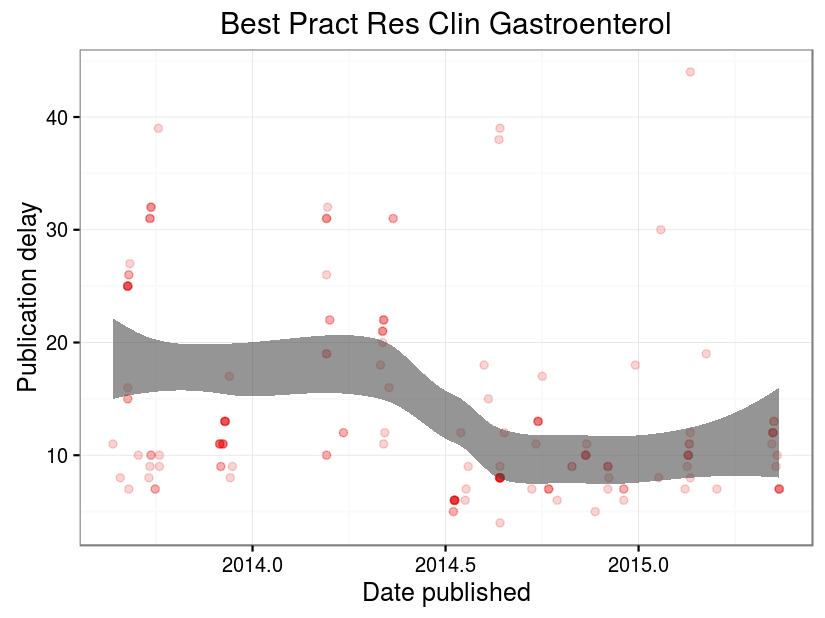 Best Pract Res Clin Gastroenterol
Publication delay
40
30
20
10
2014.0 2014.5 2015.0
Date published